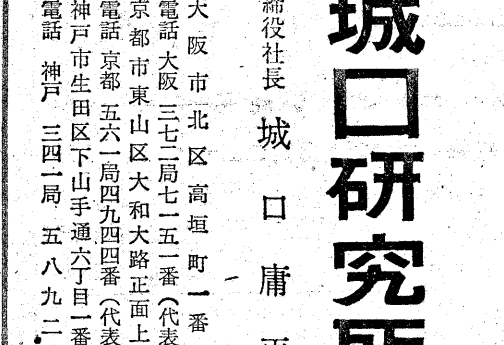 城口研究所
締役社長 城口庸
大阪市北区高垣町一番
電話 大阪 三七二局七一五一番(代表
京都市東山区大和大路正面上
電話 京都 五六一局四九四四番(代表
神戸市生田区下山手通六丁目一番
電話 神戸 三四一局 五八九二